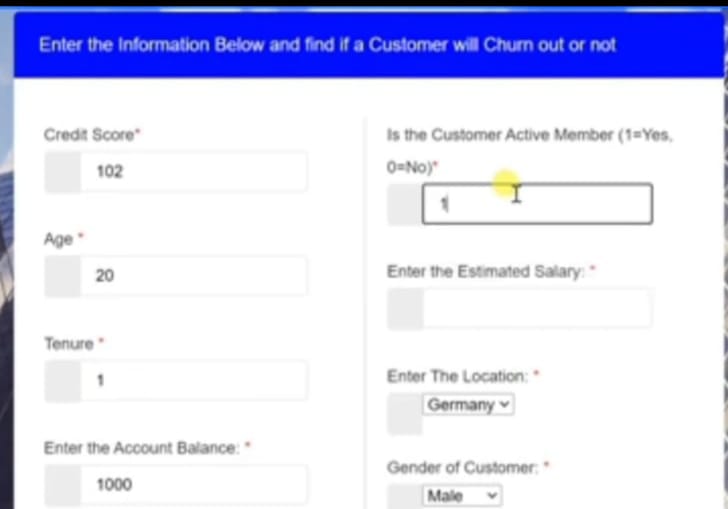 Enter the Information Below and find if a Customer will Churn out or not
Credit Score*
102
Age *
20
Tenure *
1
Enter the Account Balance: *
1000
Is the Customer Active Member (1=Yes,
0=No)*
1
Enter the Estimated Salary: *
Enter The Location: *
Germany
Gender of Customer: *
Male